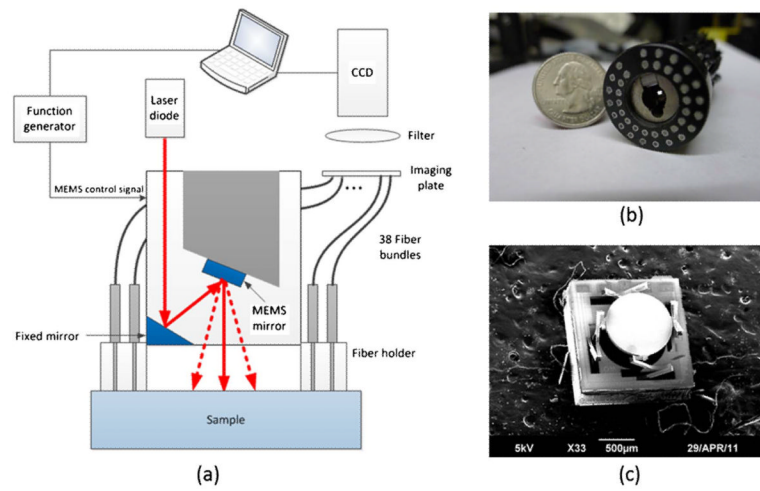 CCD
Laser
diode
Function
generator
Filter
Imaging
plate
MEMS control signal
38 Fiber
bundles
MEMS
mirror
Fixed mirror
Fiber holder
Sample
(a)
(b)
5kV X33 500µm 29/APR/11
(c)